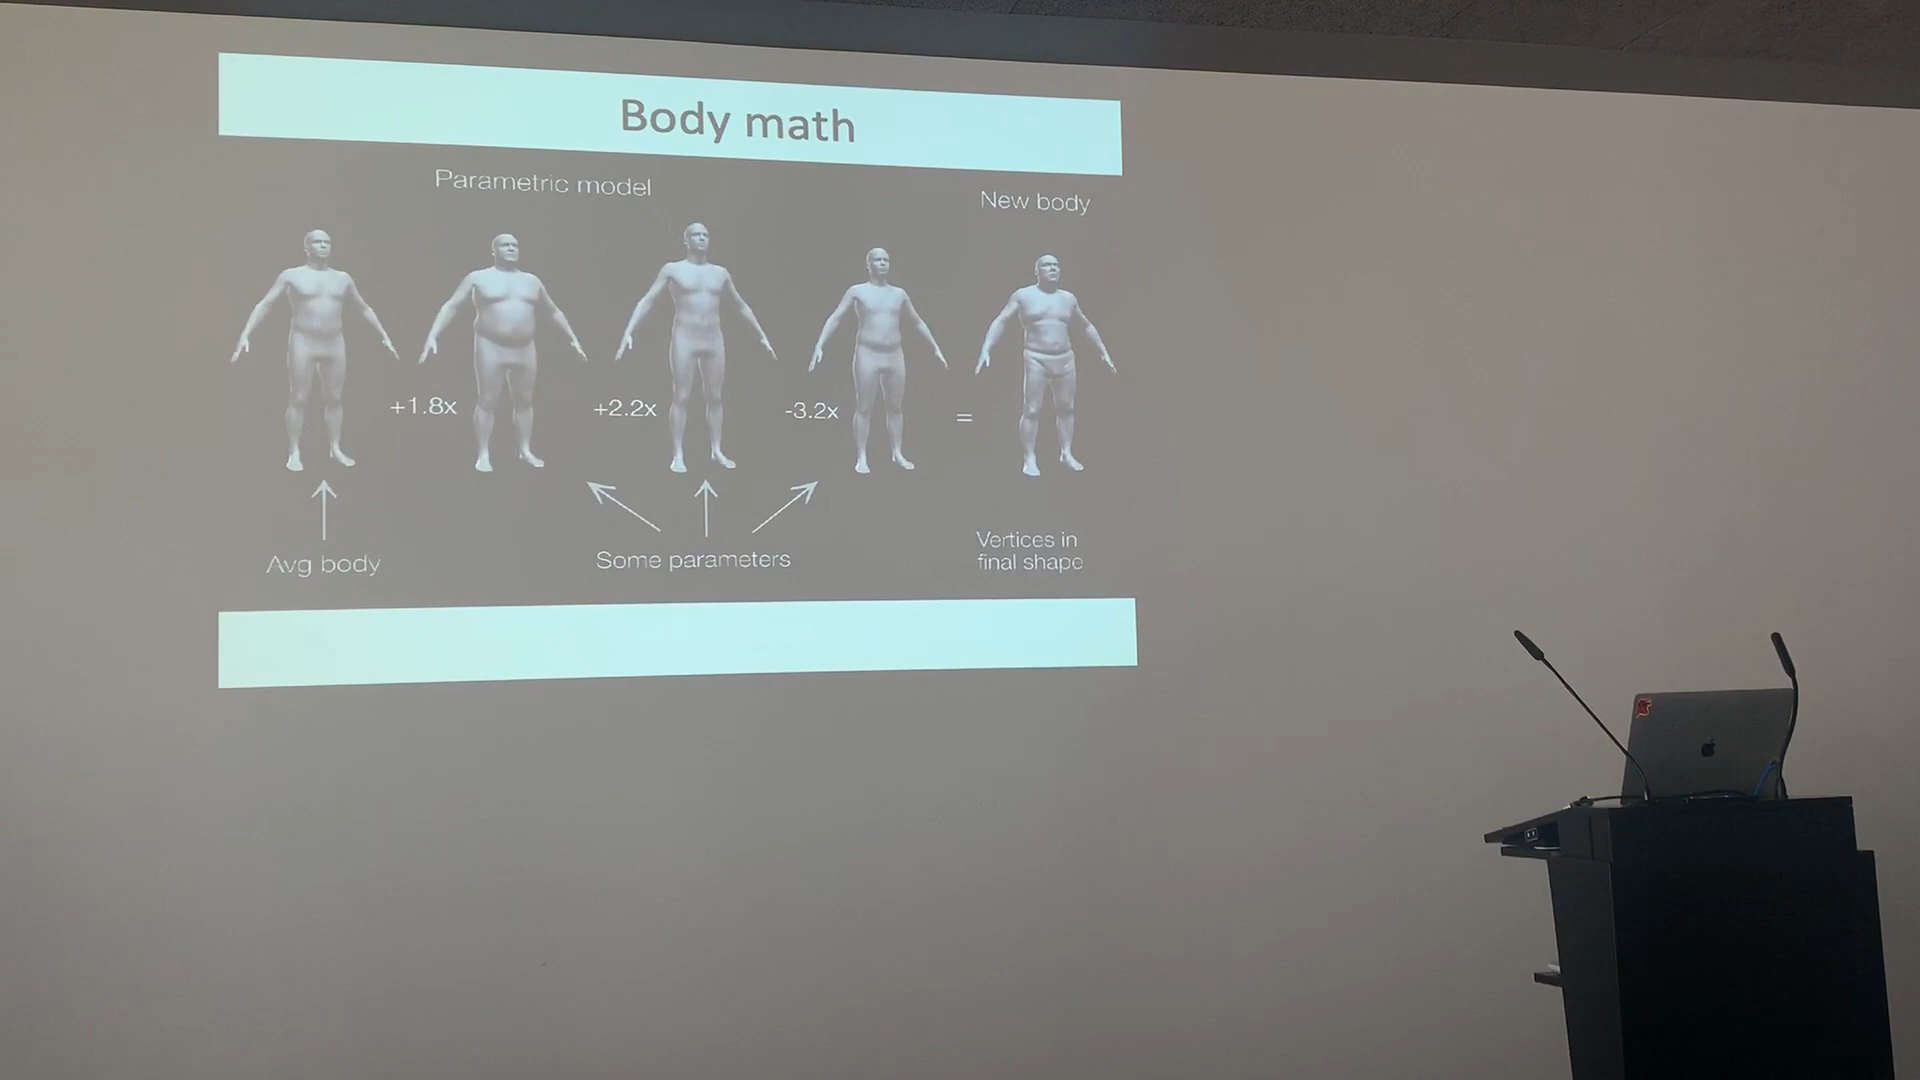 Body math
Parametric model
New body
+1.8x
+2.2x
-3.2x
=
Avg body
Some parameters
Vertices in
final shape